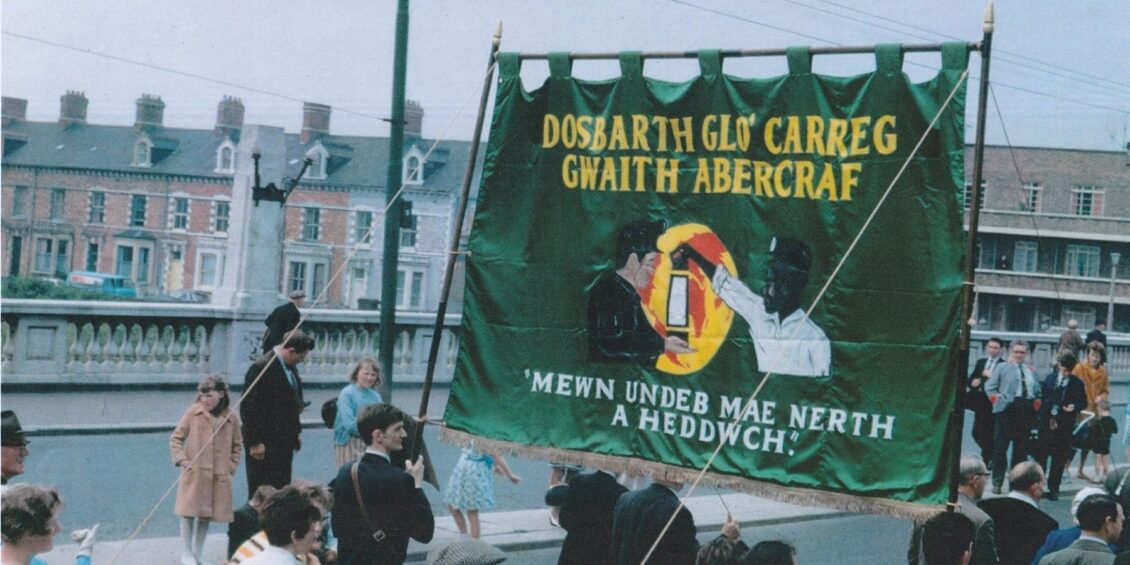 DOSBARTH GLO' CARREG
GWAITH ABERCRAF
"MEWN UNDEB MAE NERTH
A HEDDWCH."